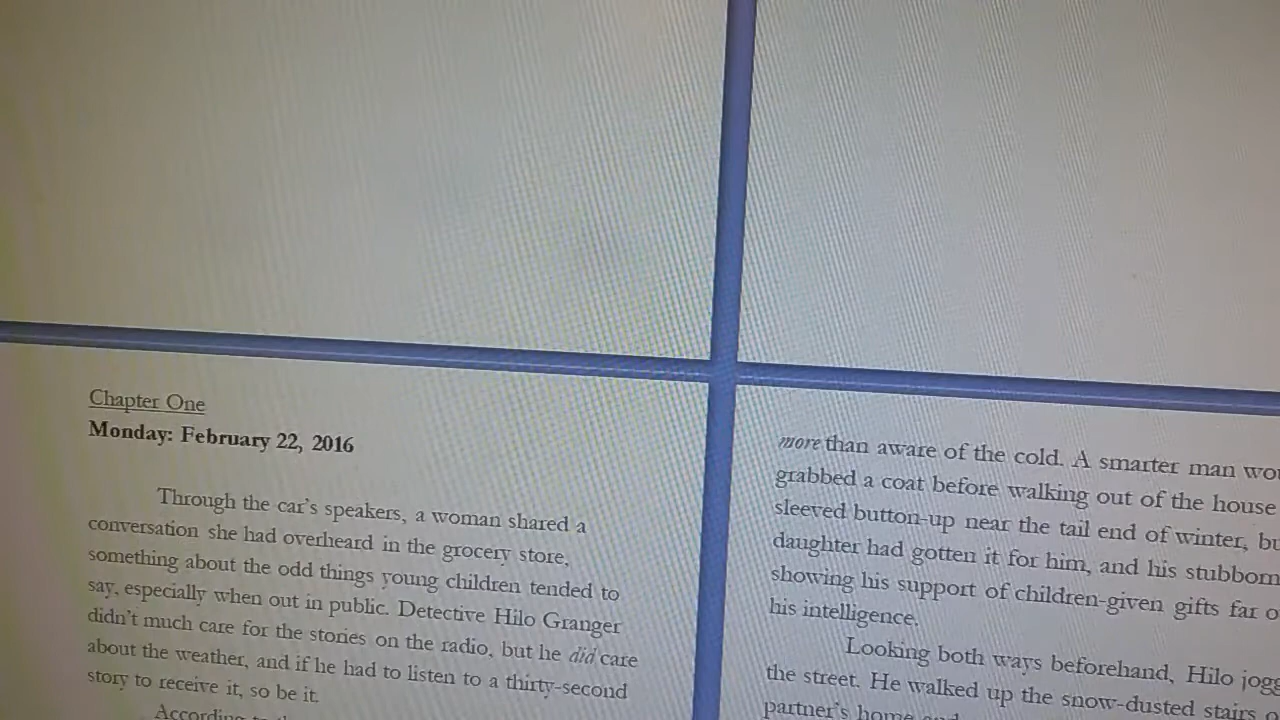 Chapter One
Monday: February 22, 2016
Through the car's speakers, a woman shared a
conversation she had overheard in the grocery store,
something about the odd things young children tended to
say, especially when out in public. Detective Hilo Granger
didn't much care for the stories on the radio, but he did care
about the weather, and if he had to listen to a thirty-second
story to receive it, so be it.
According
more than aware of the cold. A smarter man
grabbed a coat before walking out of the house
sleeved button-up near the tail end of winter,
daughter had gotten it for him, and his
showing his support of children-given gifts far
his intelligence.
Looking both ways beforehand, Hilo
the street. He walked up the snow-dusted stairs
partner's home